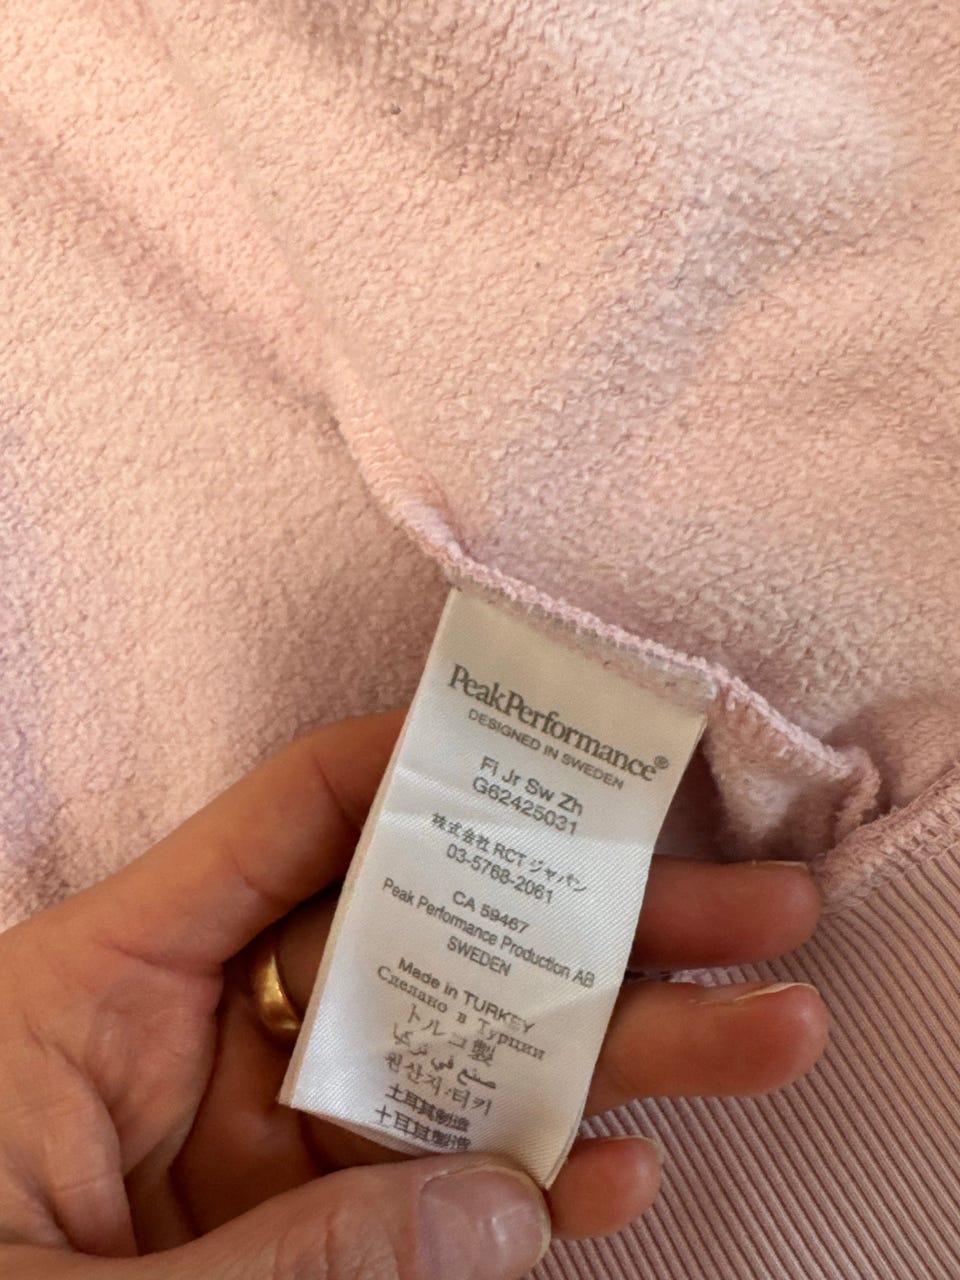 PeakPerformance®
DESIGNED IN SWEDEN
Fi Jr Sw Zh
G62425031
株式会社 RCT ジャパン
03-5768-2061
CA 59467
Peak Performance Production AB
SWEDEN
Made in TURKEY
Сделано в Турции
トルコ製
صنع في تركيا
원산지:터키
土耳其制造
土耳其製造